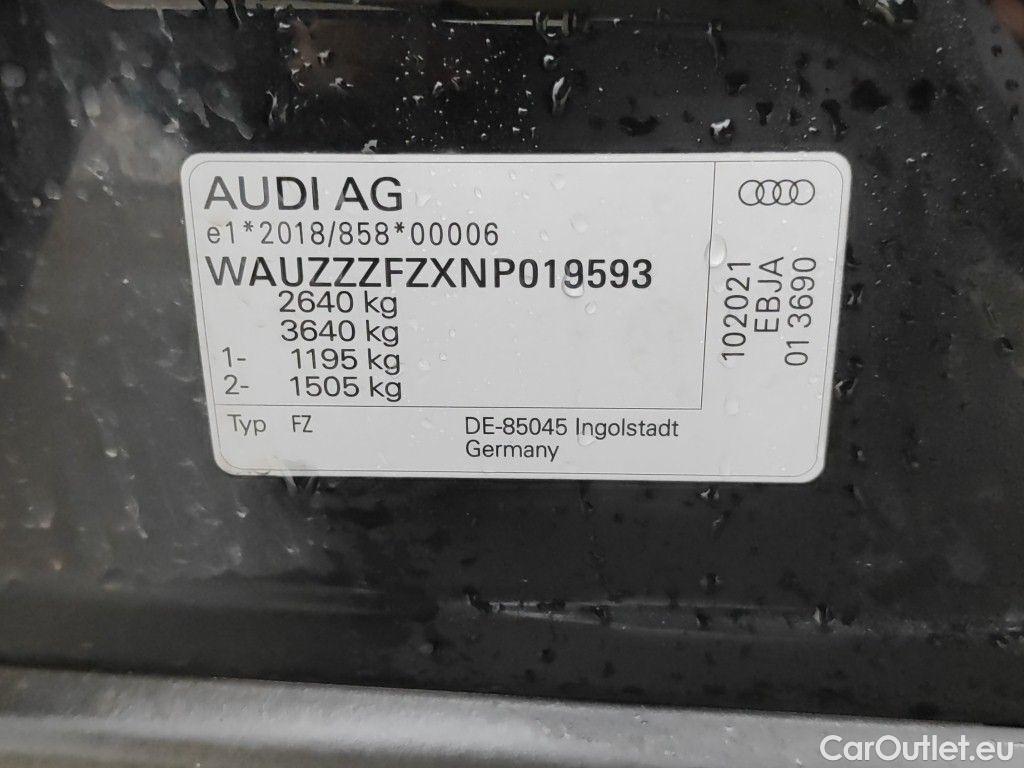 AUDI AG
e1*2018/858*00006
WAUZZZFZXNP019593
2640 kg
3640 kg
1- 1195 kg
2- 1505 kg
Typ FZ
DE-85045 Ingolstadt
Germany
102021
EBJA
01 3690
CarOutlet.eu